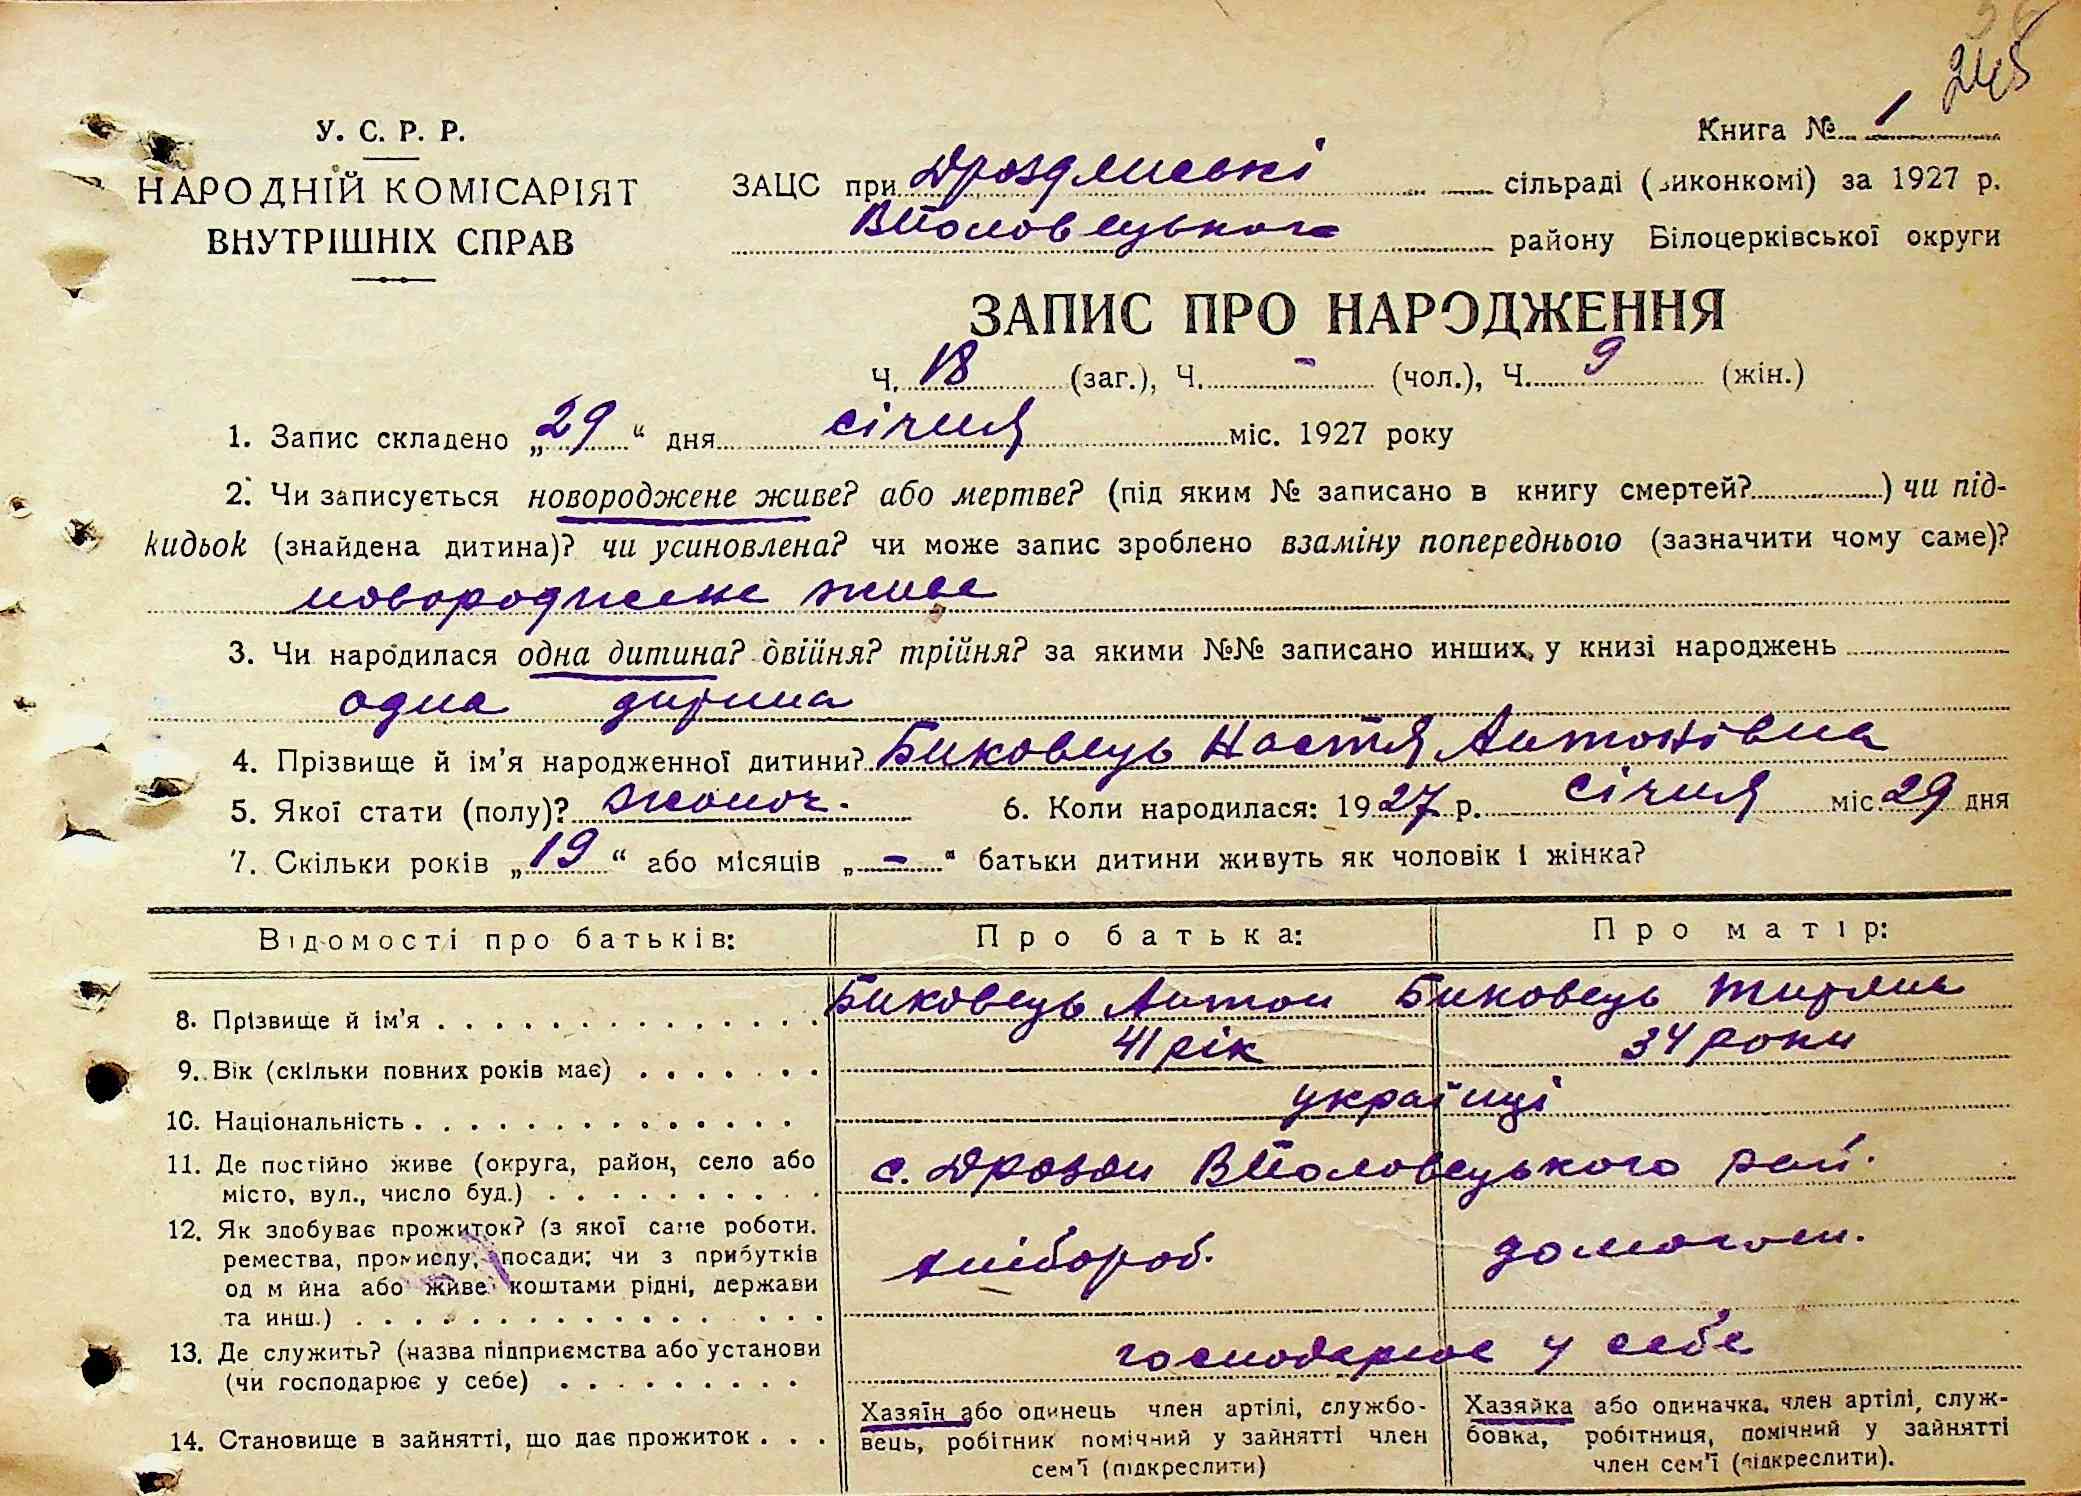 245
У. С. Р. Р.
НАРОДНІЙ КОМІСАРІЯТ
ВНУТРІШНІХ СПРАВ
Книга № 1
ЗАЦС при Дроздянські сільраді (виконкомі) за 1927 р.
ВПоловецького району Білоцерківської округи
ЗАПИС ПРО НАРОДЖЕННЯ
Ч. 18 (заг.), Ч. - (чол.), Ч. 9 (жін.)
1. Запис складено „29“ дня січня міс. 1927 року
2. Чи записується новороджене живе? або мертве? (під яким № записано в книгу смертей? ) чи під-
кидьок (знайдена дитина)? чи усиновлена? чи може запис зроблено взаміну попереднього (зазначити чому саме)?
новороджене живе
3. Чи народилася одна дитина? двійня? трійня? за якими №№ записано инших, у книзі народжень
одна дитина
4. Прізвище й ім'я народженної дитини? Биковець Настя Антонівна
5. Якої стати (полу)? жоноч. 6. Коли народилася: 1927 р. січня міс. 29 дня
7. Скільки років „19“ або місяців „-“ батьки дитини живуть як чоловік і жінка?
Відомості про батьків: Про батька: Про матір:
8. Прізвище й ім'я Биковець Антон Биковець Титяна
9. Вік (скільки повних років має) 41 рік 34 роки
10. Національність українці
11. Де постійно живе (округа, район, село або
місто, вул., число буд.) с. Дрозди ВПоловецького рай.
12. Як здобуває прожиток? (з якої саме роботи,
ремества, промислу, посади; чи з прибутків
од майна або живе коштами рідні, держави
та инш.) хлібороб. домогосп.
13. Де служить? (назва підприємства або установи
(чи господарює у себе) господарює у себе
14. Становище в зайнятті, що дає прожиток
Хазяїн або одинець член артілі, службо-
вець, робітник помічний у зайнятті член
сем'ї (підкреслити)
Хазяйка або одиначка, член артілі, служ-
бовка, робітниця, помічний у зайнятті
член сем'ї (підкреслити).